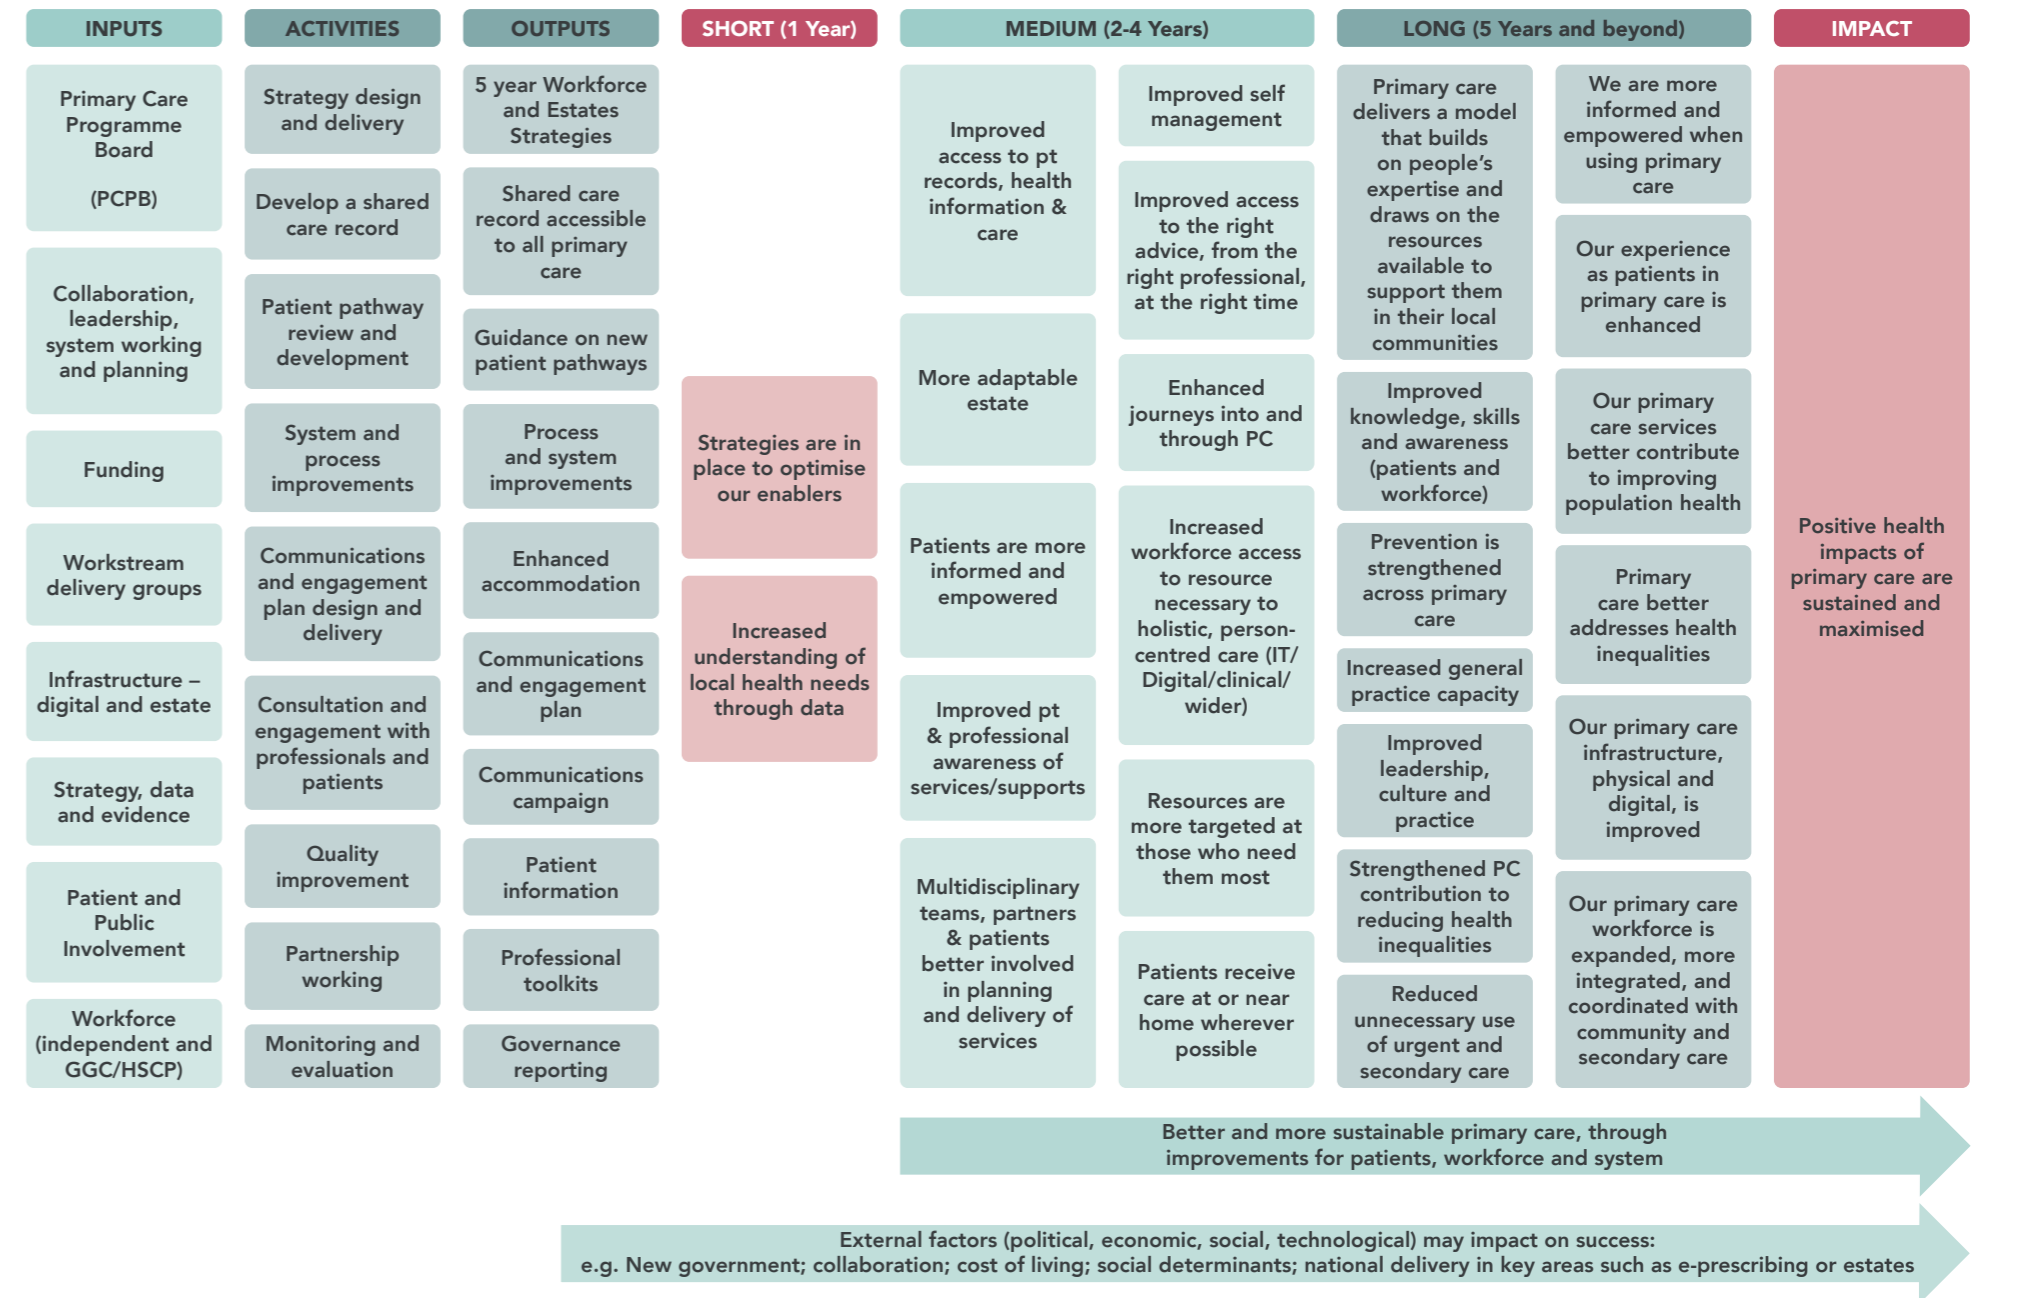 INPUTS
Primary Care
Programme
Board
(PCPB)
Collaboration,
leadership,
system working
and planning
Funding
Workstream
delivery groups
Infrastructure –
digital and estate
Strategy, data
and evidence
Patient and
Public
Involvement
Workforce
(independent and
GGC/HSCP)
ACTIVITIES
Strategy design
and delivery
Develop a shared
care record
Patient pathway
review and
development
System and
process
improvements
Communications
and engagement
plan design and
delivery
Consultation and
engagement with
professionals and
patients
Quality
improvement
Partnership
working
Monitoring and
evaluation
OUTPUTS
5 year Workforce
and Estates
Strategies
Shared care
record accessible
to all primary
care
Guidance on new
patient pathways
Process
and system
improvements
Enhanced
accommodation
Communications
and engagement
plan
Communications
campaign
Patient
information
Professional
toolkits
Governance
reporting
SHORT (1 Year)
Strategies are in
place to optimise
our enablers
Increased
understanding of
local health needs
through data
MEDIUM (2-4 Years)
Improved
access to pt
records, health
information &
care
More adaptable
estate
Patients are more
informed and
empowered
Improved pt
& professional
awareness of
services/supports
Multidisciplinary
teams, partners
& patients
better involved
in planning
and delivery of
services
Improved self
management
Improved access
to the right
advice, from the
right professional,
at the right time
Enhanced
journeys into and
through PC
Increased
workforce access
to resource
necessary to
holistic, person-
centred care (IT/
Digital/clinical/
wider)
Resources are
more targeted at
those who need
them most
Patients receive
care at or near
home wherever
possible
LONG (5 Years and beyond)
Primary care
delivers a model
that builds
on people's
expertise and
draws on the
resources
available to
support them
in their local
communities
Improved
knowledge, skills
and awareness
(patients and
workforce)
Prevention is
strengthened
across primary
care
Increased general
practice capacity
Improved
leadership,
culture and
practice
Strengthened PC
contribution to
reducing health
inequalities
Reduced
unnecessary use
of urgent and
secondary care
We are more
informed and
empowered when
using primary
care
Our experience
as patients in
primary care is
enhanced
Our primary
care services
better contribute
to improving
population health
Primary
care better
addresses health
inequalities
Our primary care
infrastructure,
physical and
digital, is
improved
Our primary care
workforce is
expanded, more
integrated, and
coordinated with
community and
secondary care
IMPACT
Positive health
impacts of
primary care are
sustained and
maximised
Better and more sustainable primary care, through
improvements for patients, workforce and system
External factors (political, economic, social, technological) may impact on success:
e.g. New government; collaboration; cost of living; social determinants; national delivery in key areas such as e-prescribing or estates